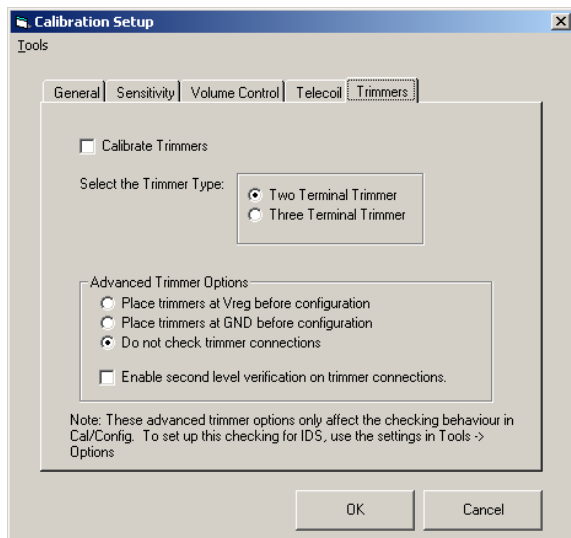 Calibration Setup
Tools
General Sensitivity Volume Control Telecoil Trimmers
Calibrate Trimmers
Select the Trimmer Type:
Two Terminal Trimmer
Three Terminal Trimmer
Advanced Trimmer Options
Place trimmers at Vreg before configuration
Place trimmers at GND before configuration
Do not check trimmer connections
Enable second level verification on trimmer connections.
Note: These advanced trimmer options only affect the checking behaviour in
Cal/Config. To set up this checking for IDS, use the settings in Tools ->
Options
OK Cancel